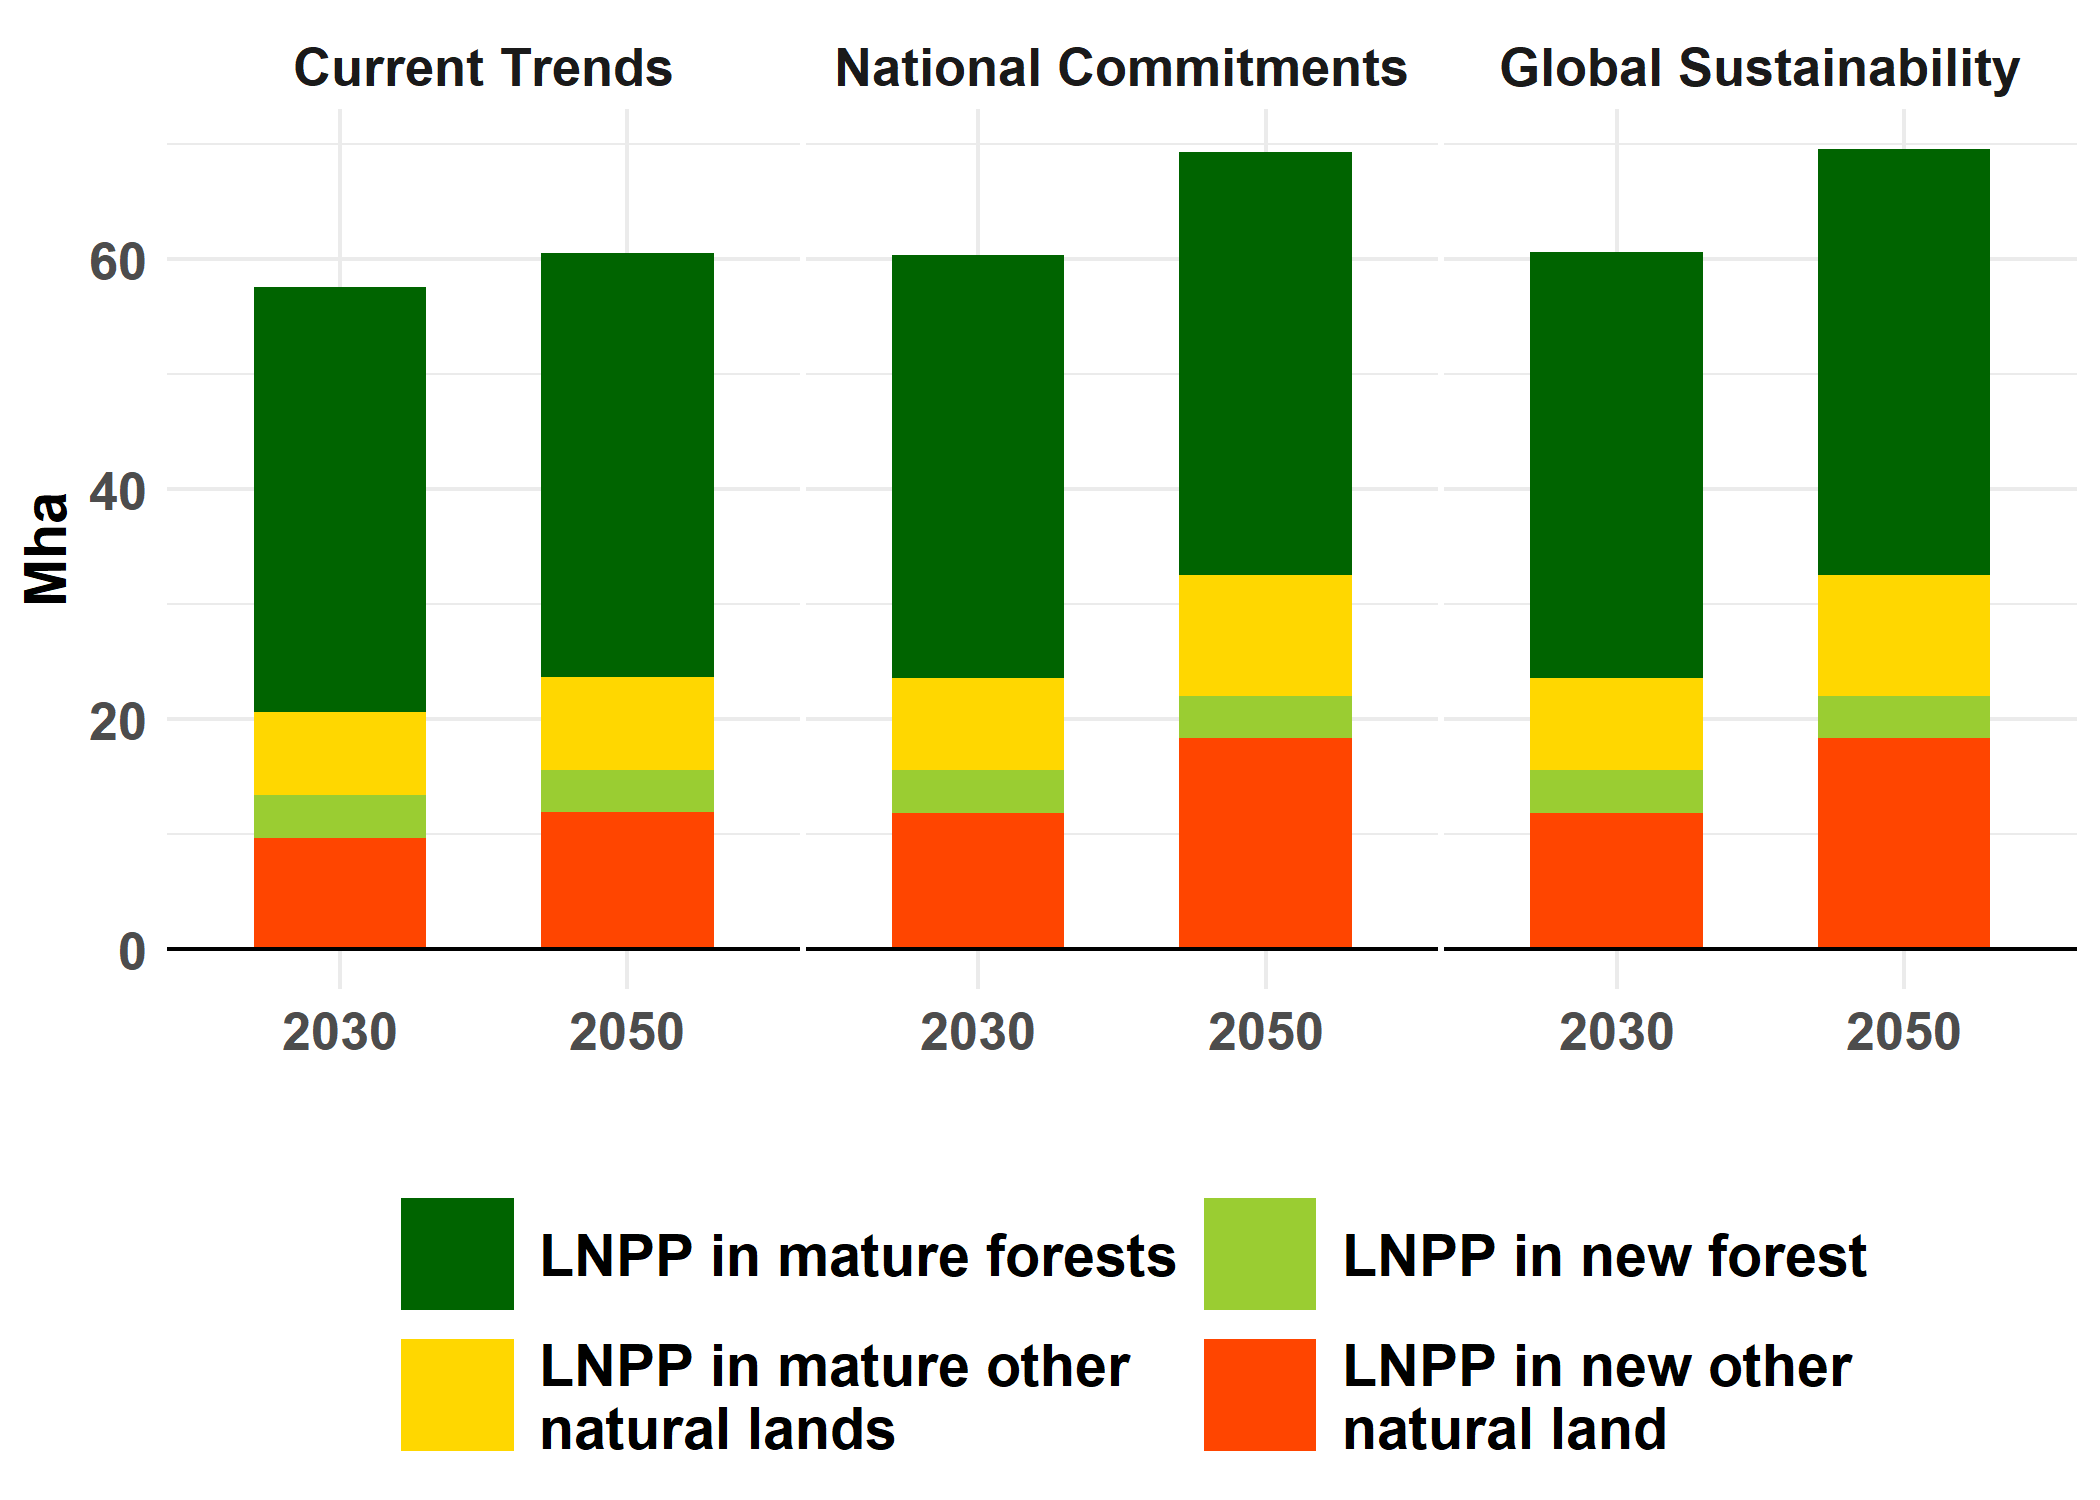 Current Trends
National Commitments
Global Sustainability
Mha
60
40
20
0
2030
2050
2030
2050
2030
2050
LNPP in mature forests
LNPP in new forest
LNPP in mature other
natural lands
LNPP in new other
natural land